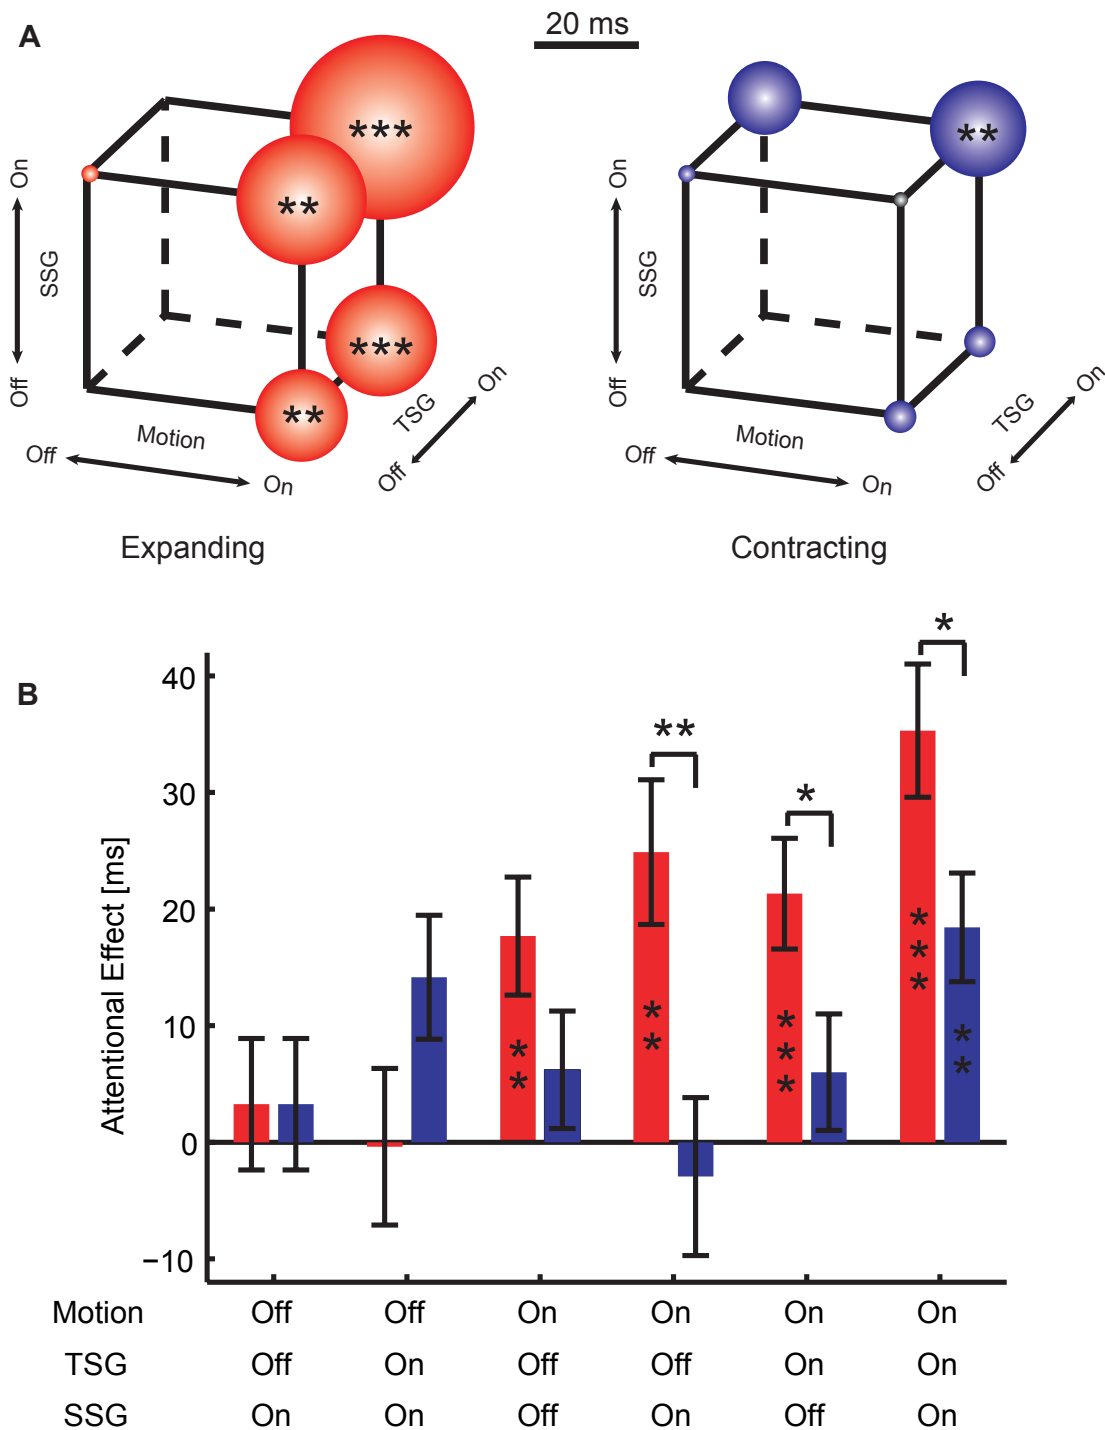 A
20 ms
***
**
***
**
**
On
SSG
Off
On
SSG
Off
Motion
Off
On
TSG
Off
On
Motion
Off
On
TSG
Off
On
Expanding
Contracting
B
Attentional Effect [ms]
40
30
20
10
0
−10
**
**
***
***
**
**
*
*
Motion Off Off On On On On
TSG Off On Off Off On On
SSG On On Off On Off On